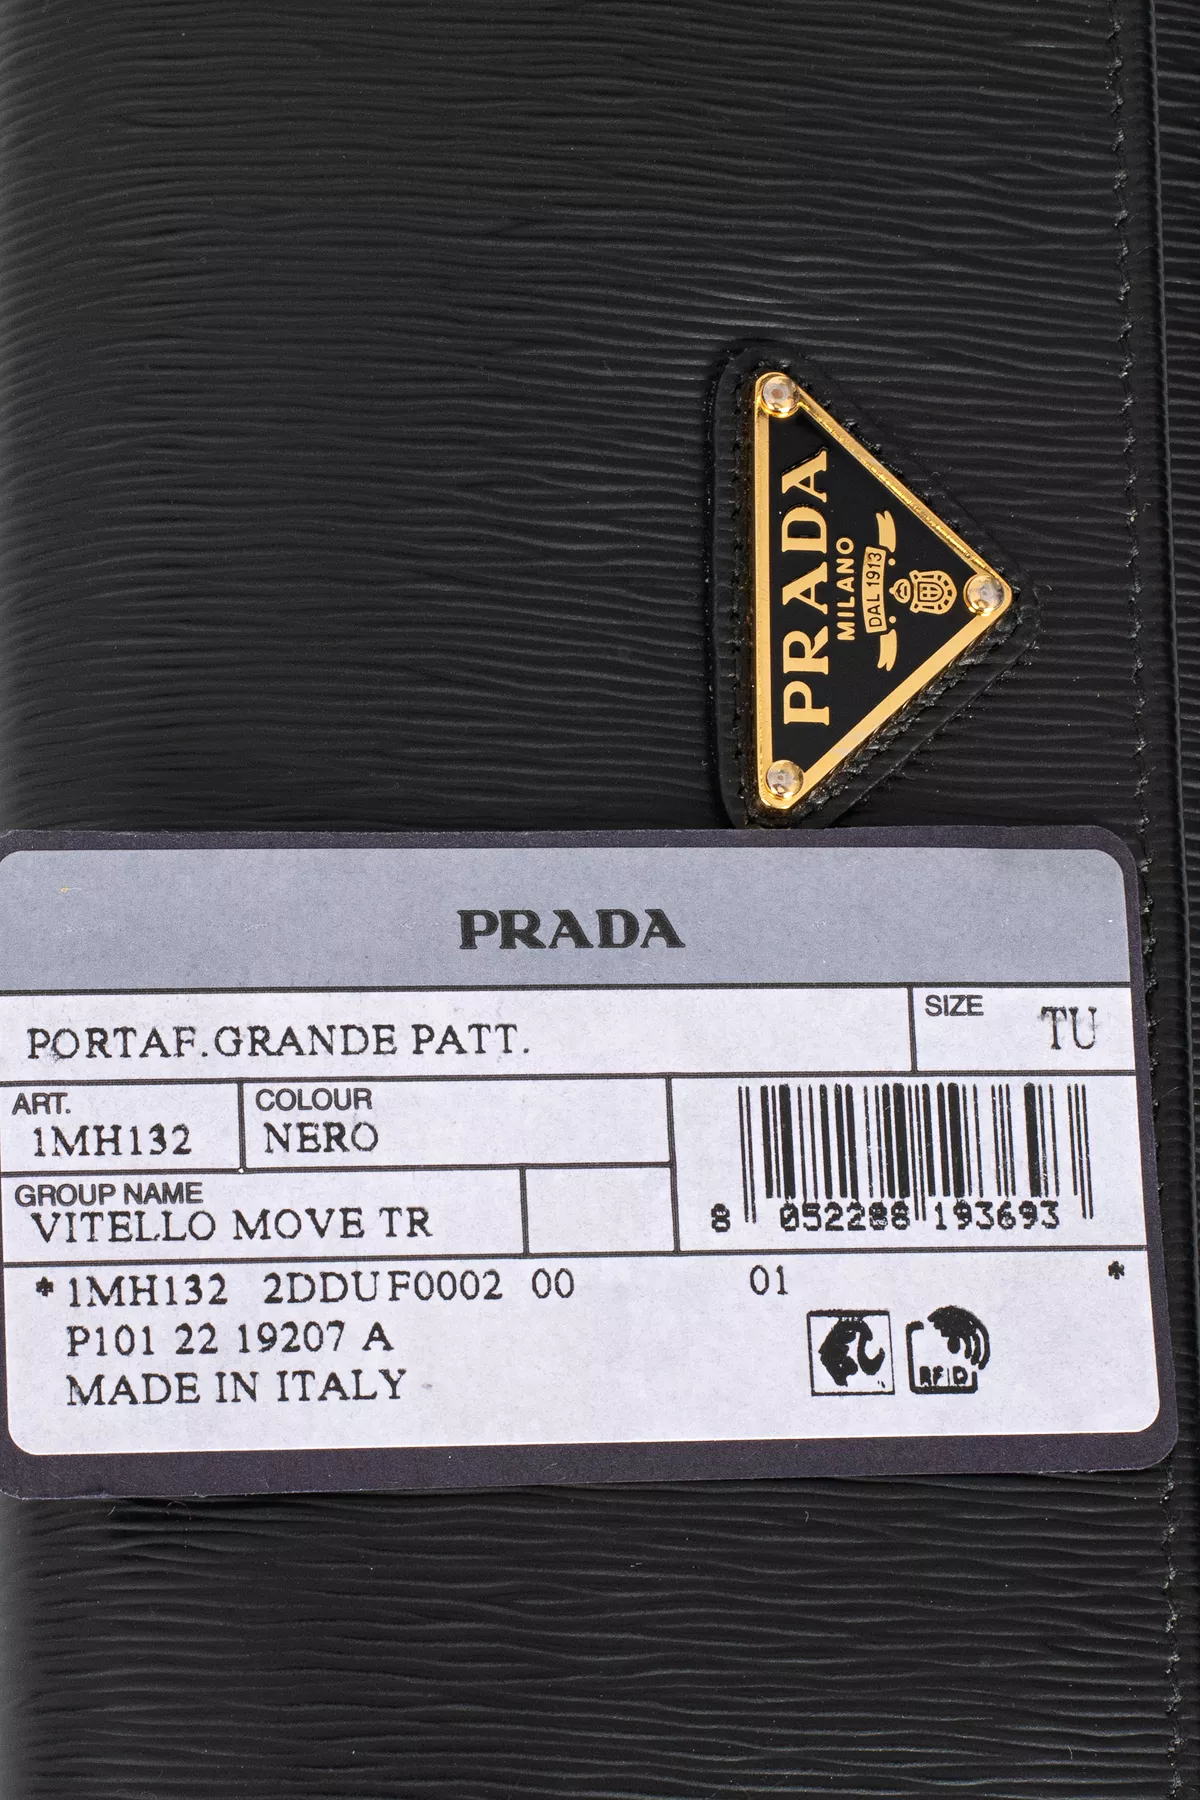 PRADA
MILANO
DAL 1913
PRADA
PORTAF.GRANDE PATT.
SIZE
TU
ART.
1MH132
COLOUR
NERO
GROUP NAME
VITELLO MOVE TR
8 052288 193693
*1MH132 2DDU F0002 00 01 *
P101 22 19207 A
MADE IN ITALY
RFID